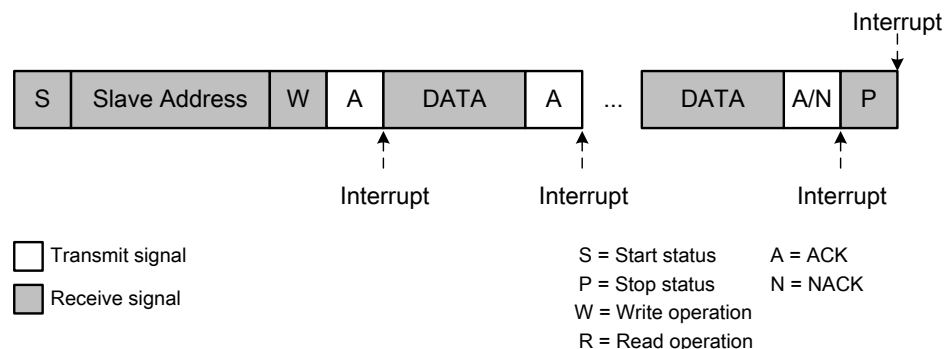 Interrupt
S Slave Address W A DATA A ... DATA A/N P
Interrupt Interrupt Interrupt
Transmit signal
Receive signal
S = Start status A = ACK
P = Stop status N = NACK
W = Write operation
R = Read operation